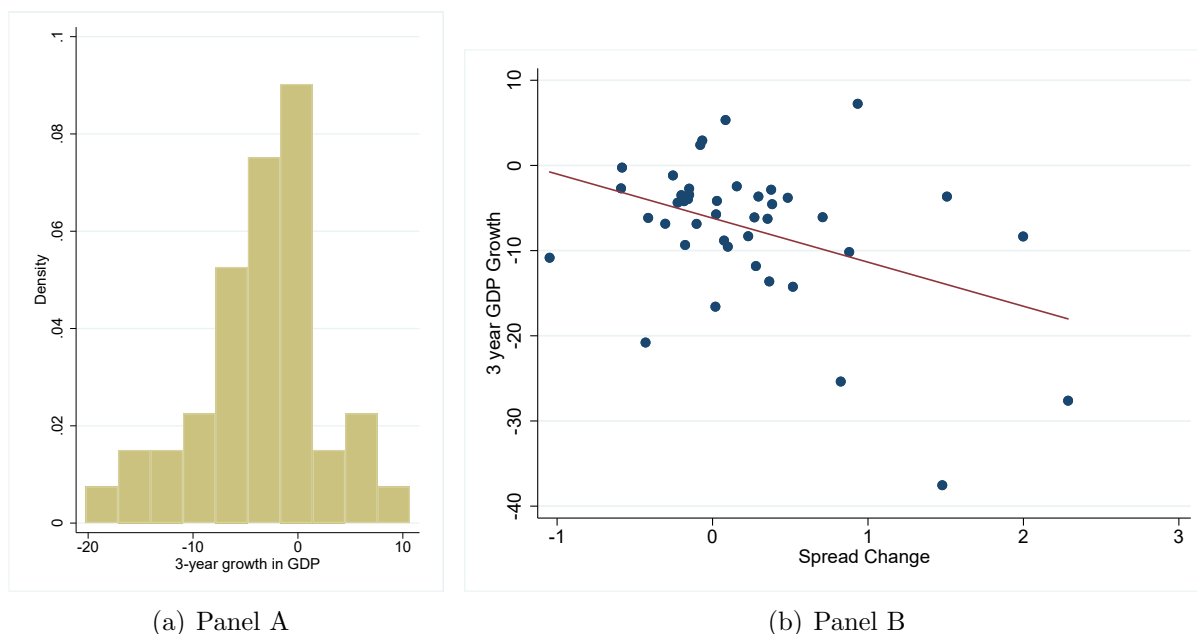 .1
.08
.06
.04
.02
0
Density
-20 -10 0 10
3-year growth in GDP
(a) Panel A
10
0
-10
-20
-30
-40
3 year GDP Growth
-1 0 1 2 3
Spread Change
(b) Panel B